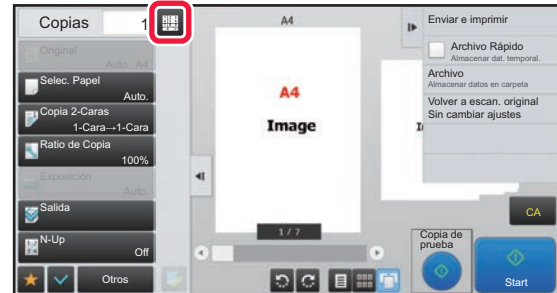 Copias 1
Original
Auto. A4
Selec. Papel
Auto.
Copia 2-Caras
1-Cara→1-Cara
Ratio de Copia
100%
Exposición
Auto.
Salida
N-Up
Off
Otros
A4
A4
Image
1 / 7
Enviar e imprimir
Archivo Rápido
Almacenar dat. temporal.
Archivo
Almacenar datos en carpeta
Volver a escan. original
Sin cambiar ajustes
CA
Copia de
prueba
Start